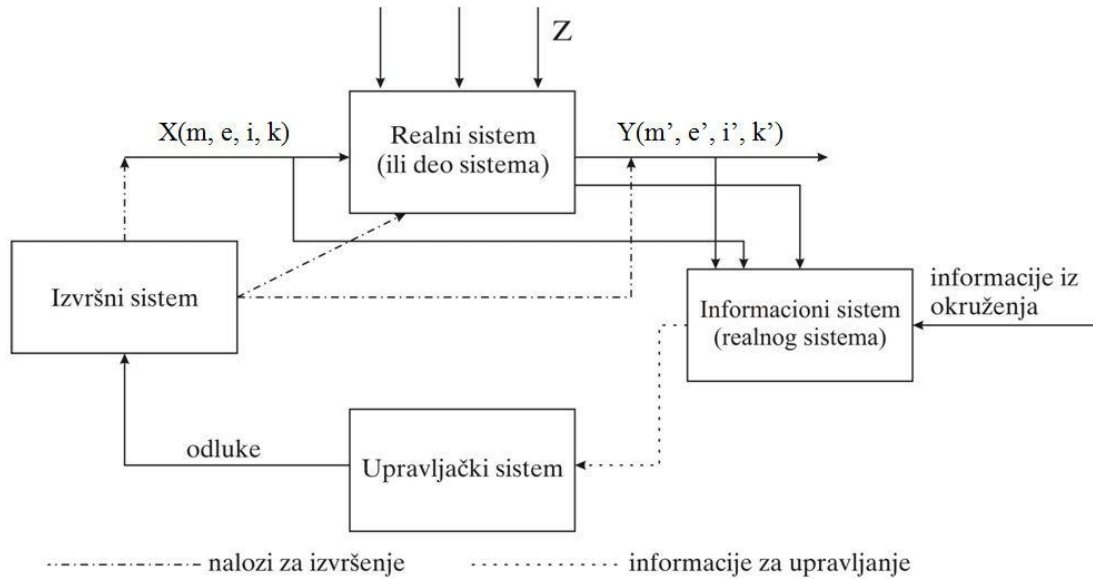 Z
X(m, e, i, k)
Realni sistem
(ili deo sistema)
Y(m’, e’, i’, k’)
Izvršni sistem
Informacioni sistem
(realnog sistema)
informacije iz
okruženja
odluke
Upravljački sistem
nalozi za izvršenje
informacije za upravljanje